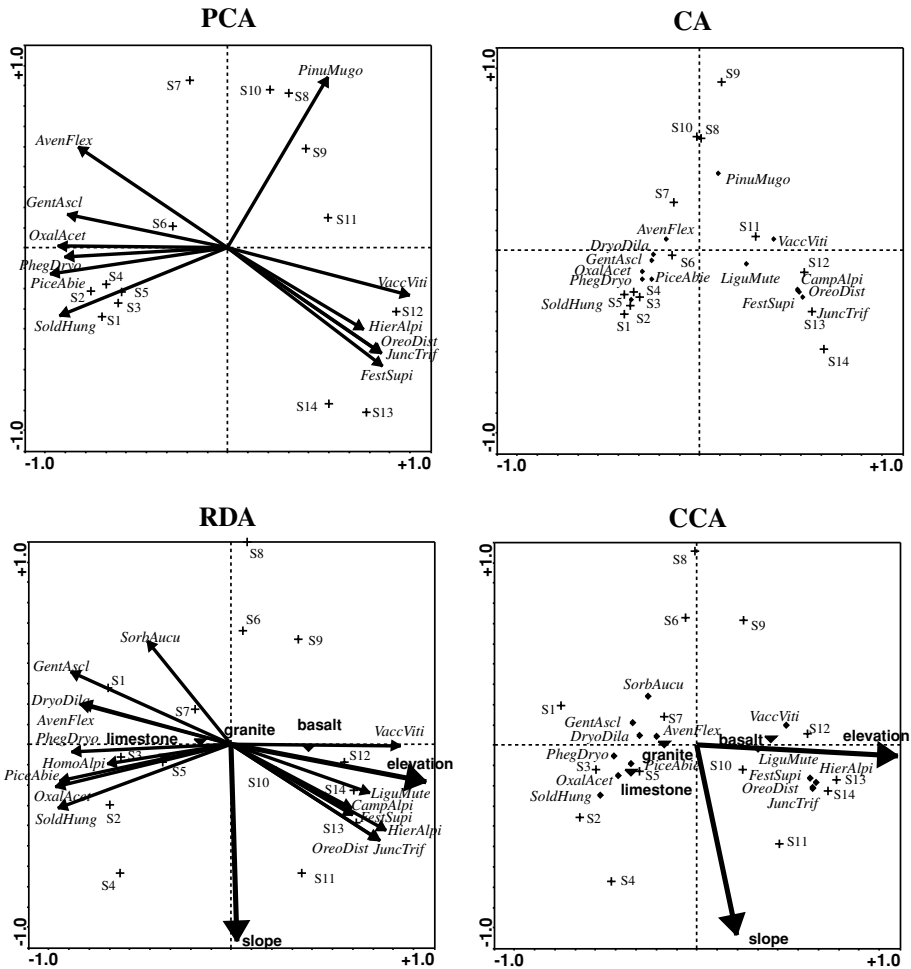 PCA
+1.0
S7
PinuMugo
S10
S8
AvenFlex
S9
GentAscl
S6
S11
OxalAcet
PhegDryo
PiceAbie
S4
S2
S5
S3
S1
SoldHung
Vacc​Viti
S12
HierAlpi
OreoDist
JuncTrif
FestSupi
S14
S13
-1.0
-1.0
+1.0
CA
+1.0
S9
S10
S8
PinuMugo
S7
AvenFlex
S11
VaccViti
DryoDila
S6
GentAscl
OxalAcet
PhegDryo
PiceAbie
LiguMute
S12
CampAlpi
OreoDist
FestSupi
JuncTrif
S4
S5
S3
SoldHung
S1
S2
S13
S14
-1.0
-1.0
+1.0
RDA
+1.0
S8
S6
S9
SorbAucu
GentAscl
S1
DryoDila
AvenFlex
S7
granite
basalt
VaccViti
PhegDryo
limestone
S3
HomoAlpi
S5
S12
elevation
PiceAbie
S10
S14
LiguMute
OxalAcet
CampAlpi
SoldHung
S2
FestSupi
S13
HierAlpi
OreoDist
JuncTrif
S4
S11
slope
-1.0
-1.0
+1.0
CCA
+1.0
S8
S6
S9
SorbAucu
S1
GentAscl
S7
VaccViti
DryoDila
AvenFlex
basalt
S12
elevation
PhegDryo
granite
LiguMute
S3
PiceAbie
S10
HierAlpi
OxalAcet
S5
FestSupi
S13
limestone
OreoDist
S14
SoldHung
JuncTrif
S2
S11
S4
slope
-1.0
-1.0
+1.0